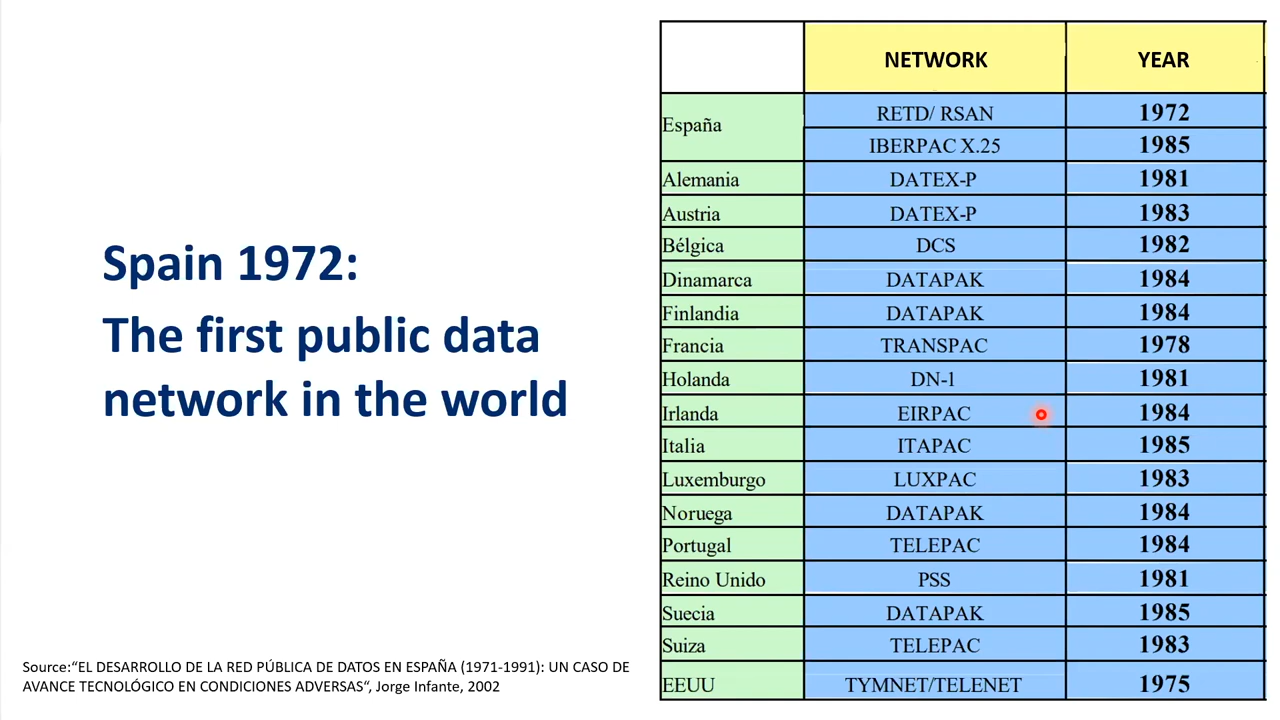 Spain 1972:
The first public data
network in the world
Source:“EL DESARROLLO DE LA RED PÚBLICA DE DATOS EN ESPAÑA (1971-1991): UN CASO DE
AVANCE TECNOLÓGICO EN CONDICIONES ADVERSAS“, Jorge Infante, 2002
NETWORK YEAR
España RETD/ RSAN 1972
IBERPAC X.25 1985
Alemania DATEX-P 1981
Austria DATEX-P 1983
Bélgica DCS 1982
Dinamarca DATAPAK 1984
Finlandia DATAPAK 1984
Francia TRANSPAC 1978
Holanda DN-1 1981
Irlanda EIRPAC 1984
Italia ITAPAC 1985
Luxemburgo LUXPAC 1983
Noruega DATAPAK 1984
Portugal TELEPAC 1984
Reino Unido PSS 1981
Suecia DATAPAK 1985
Suiza TELEPAC 1983
EEUU TYMNET/TELENET 1975